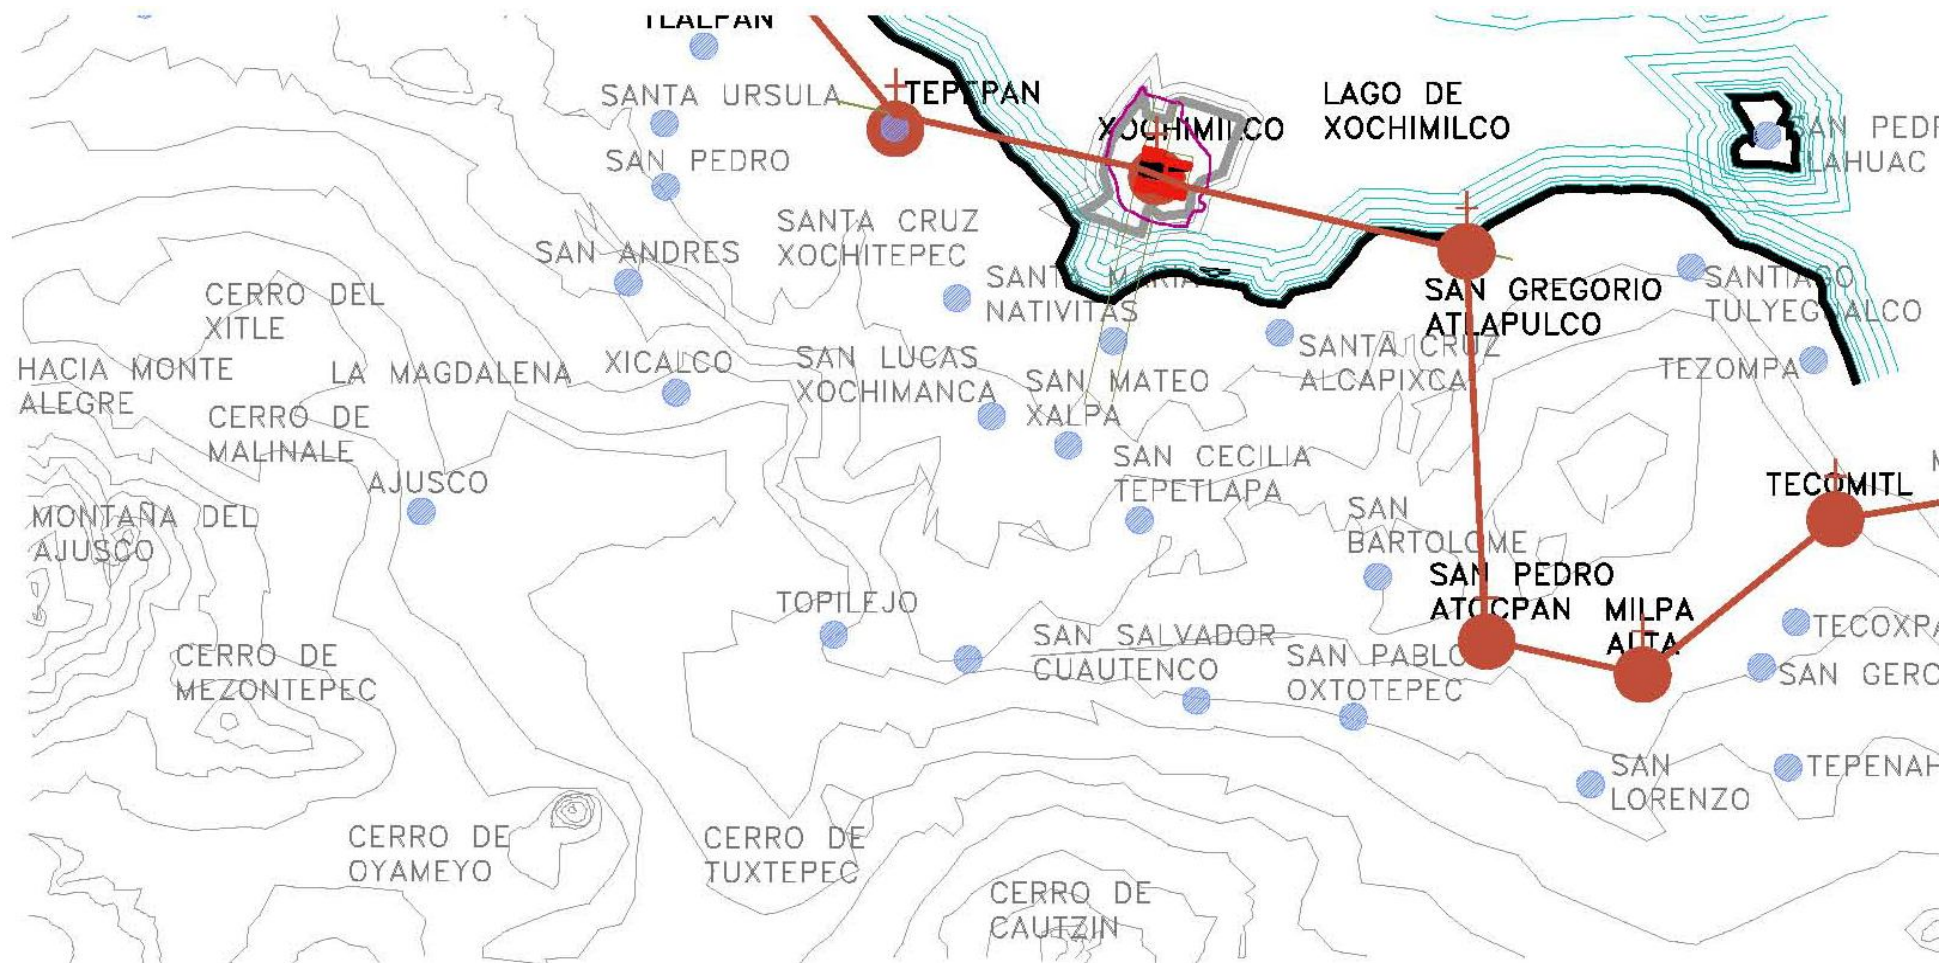 TLALPAN
SANTA URSULA
TEPEPAN
XOCHIMILCO
LAGO DE
XOCHIMILCO
SAN PEDRO
SANTA CRUZ
XOCHITEPEC
SAN ANDRES
SANTA MARIA
NATIVITAS
SAN GREGORIO
ATLAPULCO
SANTIAGO
TULYEGUALCO
CERRO DEL
XITLE
HACIA MONTE
ALEGRE
LA MAGDALENA
XICALCO
SAN LUCAS
XOCHIMANCA
SAN MATEO
XALPA
SANTA CRUZ
ALCAPIXCA
TEZOMPA
CERRO DE
MALINALE
AJUSCO
SAN CECILIA
TEPETLAPA
TECOMITL
MONTAÑA DEL
AJUSCO
SAN
BARTOLOME
SAN PEDRO
ATOCPAN
MILPA
ALTA
TOPILEJO
SAN SALVADOR
CUAUTENCO
SAN PABLO
OXTOTEPEC
TECOXPA
SAN GERO
CERRO DE
MEZONTEPEC
SAN
LORENZO
TEPENAH
CERRO DE
OYAMEYO
CERRO DE
TUXTEPEC
CERRO DE
CAUTZIN